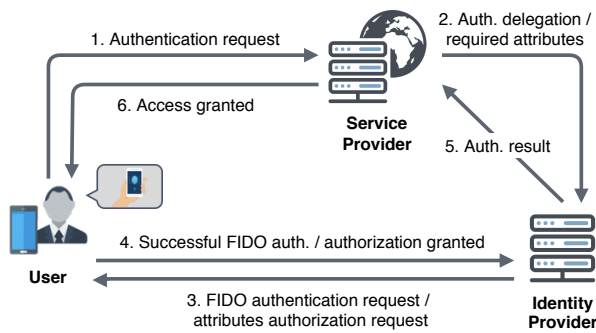 1. Authentication request
2. Auth. delegation /
required attributes
6. Access granted
Service
Provider
5. Auth. result
4. Successful FIDO auth. / authorization granted
User
3. FIDO authentication request /
attributes authorization request
Identity
Provider